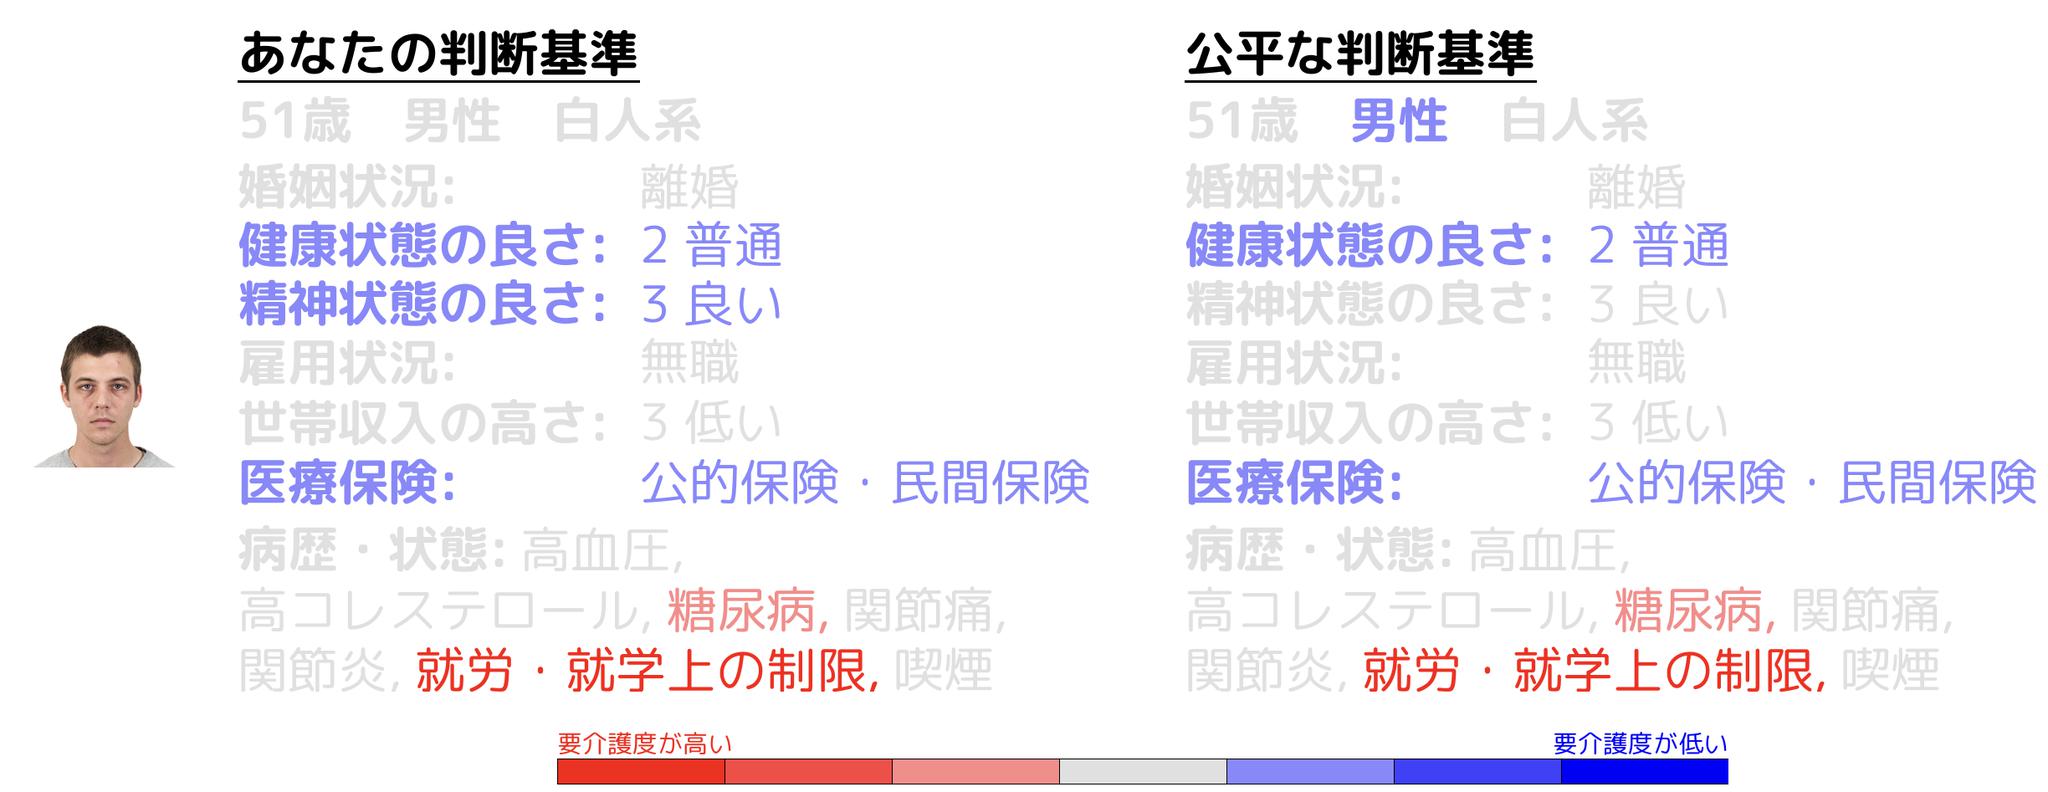 あなたの判断基準
51歳 男性 白人系
婚姻状況: 離婚
健康状態の良さ: 2 普通
精神状態の良さ: 3 良い
雇用状況: 無職
世帯収入の高さ: 3 低い
医療保険: 公的保険・民間保険
病歴・状態: 高血圧,
高コレステロール, 糖尿病, 関節痛,
関節炎, 就労・就学上の制限, 喫煙
公平な判断基準
51歳 男性 白人系
婚姻状況: 離婚
健康状態の良さ: 2 普通
精神状態の良さ: 3 良い
雇用状況: 無職
世帯収入の高さ: 3 低い
医療保険: 公的保険・民間保険
病歴・状態: 高血圧,
高コレステロール, 糖尿病, 関節痛,
関節炎, 就労・就学上の制限, 喫煙
要介護度が高い
要介護度が低い